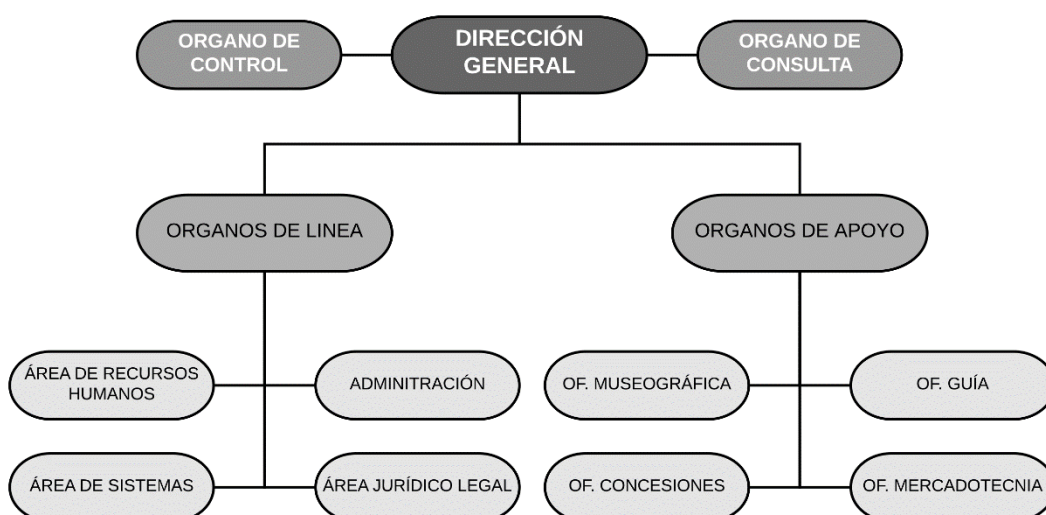 ORGANO DE
CONTROL
DIRECCIÓN
GENERAL
ORGANO DE
CONSULTA
ORGANOS DE LINEA
ORGANOS DE APOYO
ÁREA DE RECURSOS
HUMANOS
ADMINITRACIÓN
OF. MUSEOGRÁFICA
OF. GUÍA
ÁREA DE SISTEMAS
ÁREA JURÍDICO LEGAL
OF. CONCESIONES
OF. MERCADOTECNIA